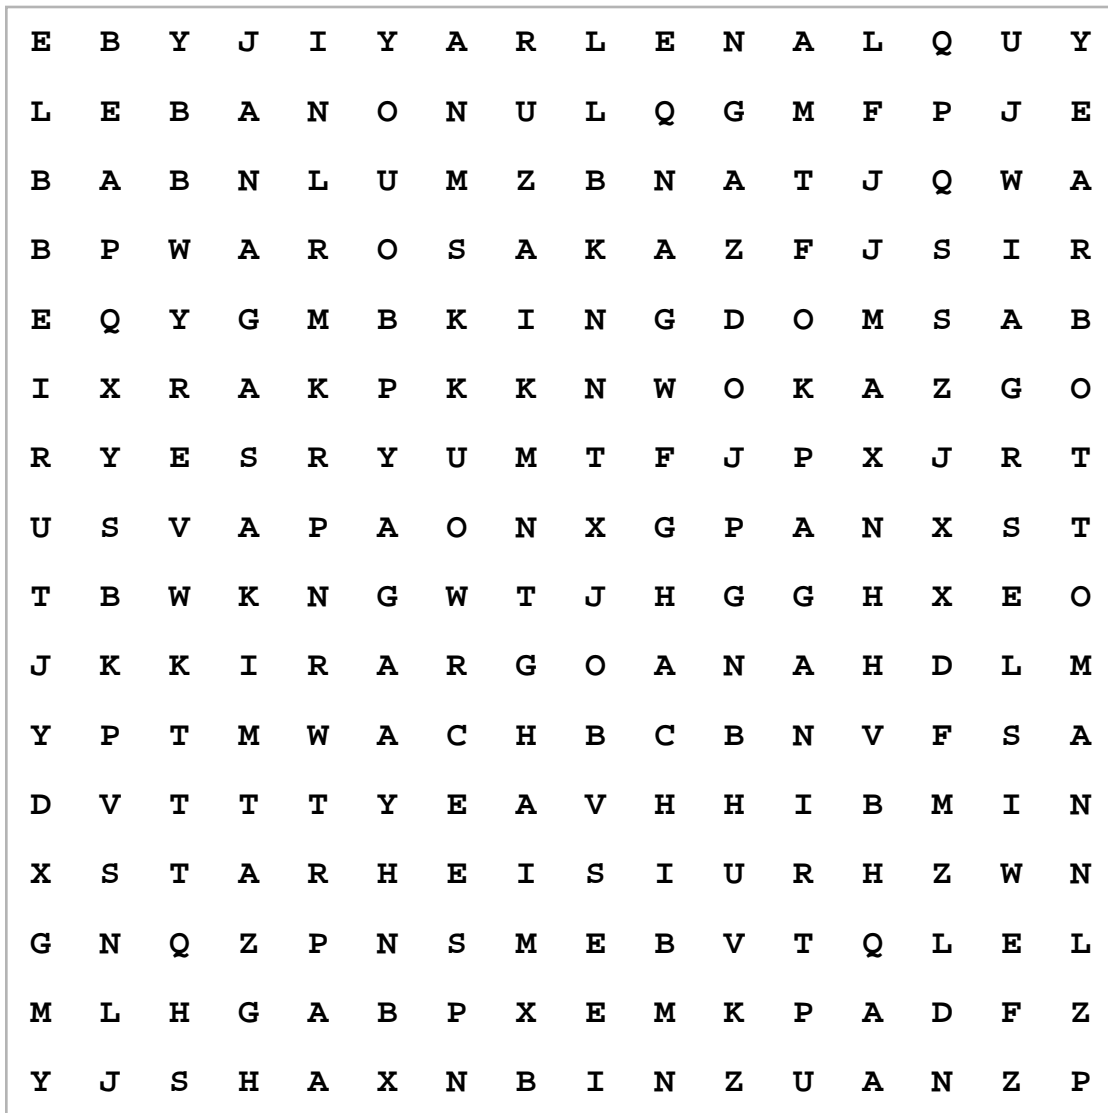 E B Y J I Y A R L E N A L Q U Y
L E B A N O N U L Q G M F P J E
B A B N L U M Z B N A T J Q W A
B P W A R O S A K A Z F J S I R
E Q Y G M B K I N G D O M S A B
I X R A K P K K N W O K A Z G O
R Y E S R Y U M T F J P X J R T
U S V A P A O N X G P A N X S T
T B W K N G W T J H G G H X E O
J K K I R A R G O A N A H D L M
Y P T M W A C H B C B N V F S A
D V T T T Y E A V H H I B M I N
X S T A R H E I S I U R H Z W N
G N Q Z P N S M E B V T Q L E L
M L H G A B P X E M K P A D F Z
Y J S H A X N B I N Z U A N Z P